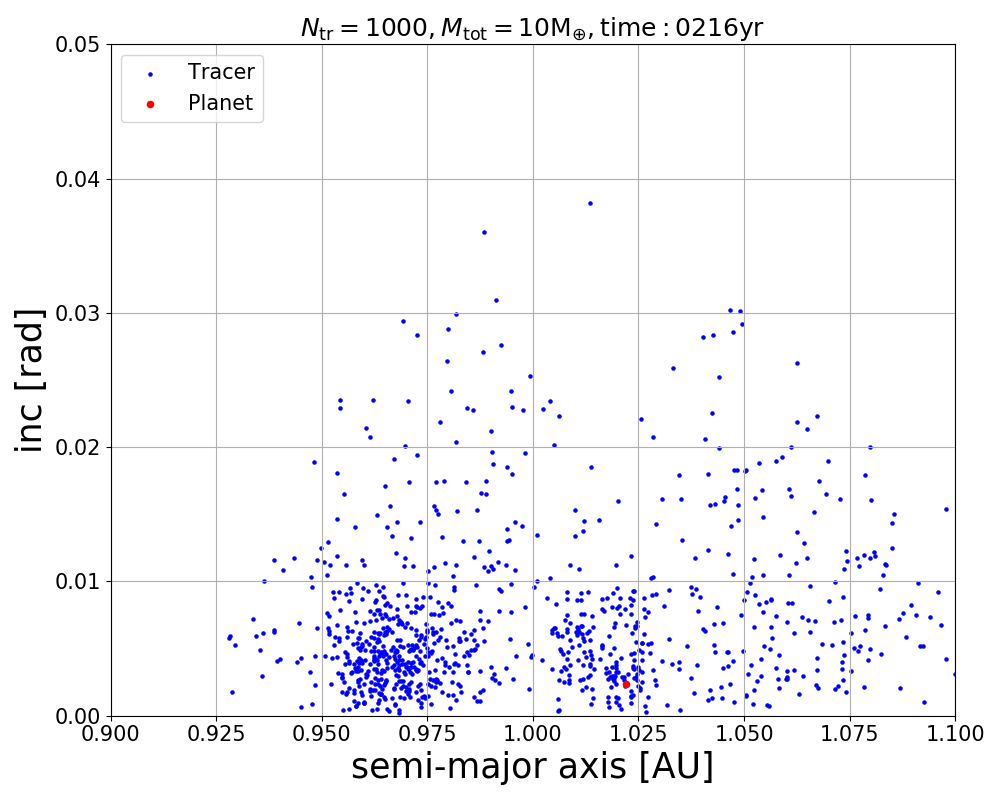 N_tr = 1000, M_tot = 10M_⊕, time : 0216yr
Tracer
Planet
0.05
0.04
0.03
0.02
0.01
0.00
inc [rad]
0.900 0.925 0.950 0.975 1.000 1.025 1.050 1.075 1.100
semi-major axis [AU]